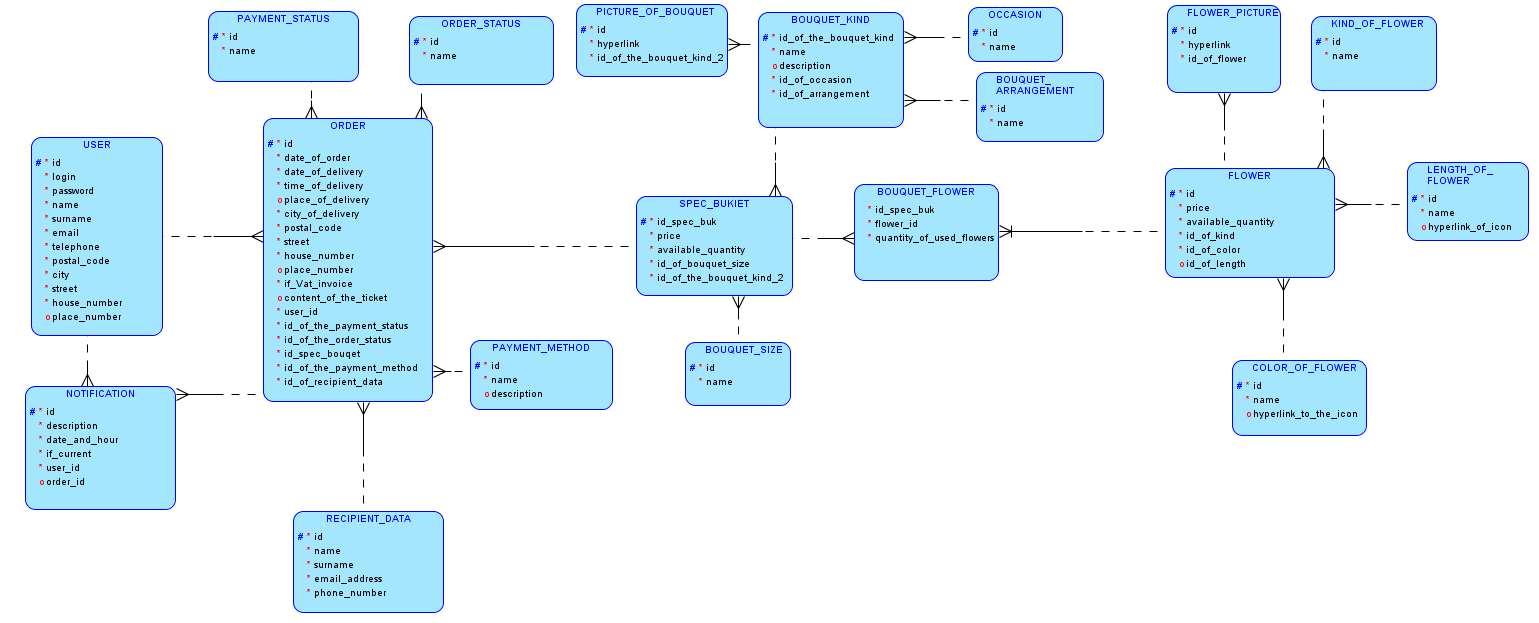 PAYMENT_STATUS
# * id
* name
ORDER_STATUS
# * id
* name
PICTURE_OF_BOUQUET
# * id
* hyperlink
* id_of_the_bouquet_kind_2
BOUQUET_KIND
# * id_of_the_bouquet_kind
* name
o description
* id_of_occasion
* id_of_arrangement
OCCASION
# * id
* name
BOUQUET_
ARRANGEMENT
# * id
* name
FLOWER_PICTURE
# * id
* hyperlink
* id_of_flower
KIND_OF_FLOWER
# * id
* name
USER
# * id
* login
* password
* name
* surname
* email
* telephone
* postal_code
* city
* street
* house_number
o place_number
ORDER
# * id
* date_of_order
* date_of_delivery
* time_of_delivery
o place_of_delivery
* city_of_delivery
* postal_code
* street
* house_number
o place_number
* if_Vat_invoice
o content_of_the_ticket
* user_id
* id_of_the_payment_status
* id_of_the_order_status
* id_spec_bouqet
* id_of_the_payment_method
* id_of_recipient_data
SPEC_BUKIET
# * id_spec_buk
* price
* available_quantity
* id_of_bouquet_size
* id_of_the_bouquet_kind_2
BOUQUET_FLOWER
* id_spec_buk
* flower_id
* quantity_of_used_flowers
FLOWER
# * id
* price
* available_quantity
* id_of_kind
* id_of_color
o id_of_length
LENGTH_OF_
FLOWER
# * id
* name
o hyperlink_of_icon
NOTIFICATION
# * id
* description
* date_and_hour
* if_current
* user_id
o order_id
PAYMENT_METHOD
# * id
* name
o description
BOUQUET_SIZE
# * id
* name
COLOR_OF_FLOWER
# * id
* name
o hyperlink_to_the_icon
RECIPIENT_DATA
# * id
* name
* surname
* email_address
* phone_number